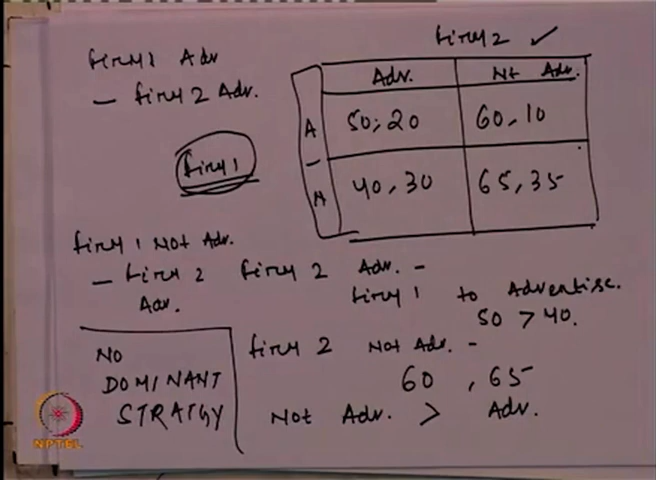 firm 2 ✓
firm 1 Adv
— firm 2 Adv.
firm 1
Adv. Nt Adv.
A 50, 20 60, 10
N 40, 30 65, 35
firm 1 Not Adv.
— firm 2
Adv.
firm 2 Adv. -
firm 1 to Advertise.
50 > 40.
firm 2 Not Adv. -
60 , 65
Not Adv. > Adv.
NO
DOMINANT
STRATGY
NPTEL